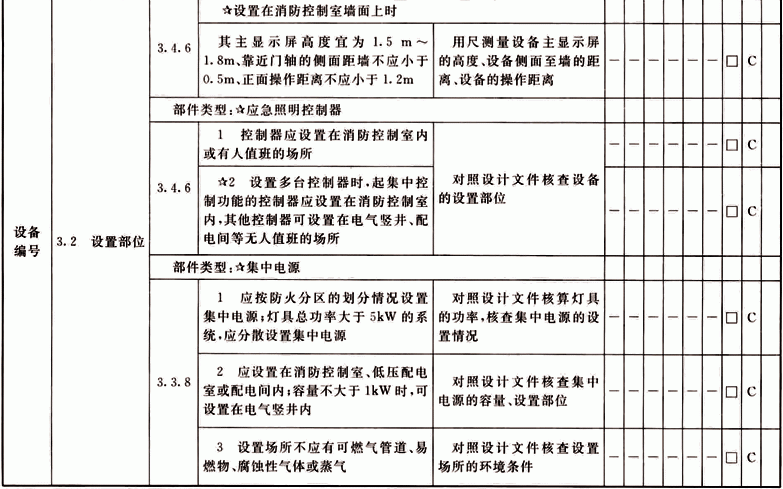 ☆设置在消防控制室墙面上时
3.4.6
其主显示屏高度宜为 1.5 m～
1.8m、靠近门轴的侧面距墙不应小于
0.5m、正面操作距离不应小于 1.2m
用尺测量设备主显示屏
的高度、设备侧面至墙的距
离、设备的操作距离
— — — — — — □ C
部件类型:☆应急照明控制器
设备
编号
3.2 设置部位
3.4.6
1 控制器应设置在消防控制室内
或有人值班的场所
— — — — — — □ C
☆2 设置多台控制器时,起集中控
制功能的控制器应设置在消防控制室
内,其他控制器可设置在电气竖井、配
电间等无人值班的场所
对照设计文件核查设备
的设置部位
— — — — — — □ C
部件类型:☆集中电源
3.3.8
1 应按防火分区的划分情况设置
集中电源;灯具总功率大于 5kW 的系
统,应分散设置集中电源
对照设计文件核算灯具
的功率,核查集中电源的设
置情况
— — — — — — □ C
2 应设置在消防控制室、低压配电
室或配电间内;容量不大于 1kW 时,可
设置在电气竖井内
对照设计文件核查集中
电源的容量、设置部位
— — — — — — □ C
3 设置场所不应有可燃气管道、易
燃物、腐蚀性气体或蒸气
对照设计文件核查设置
场所的环境条件
— — — — — — □ C